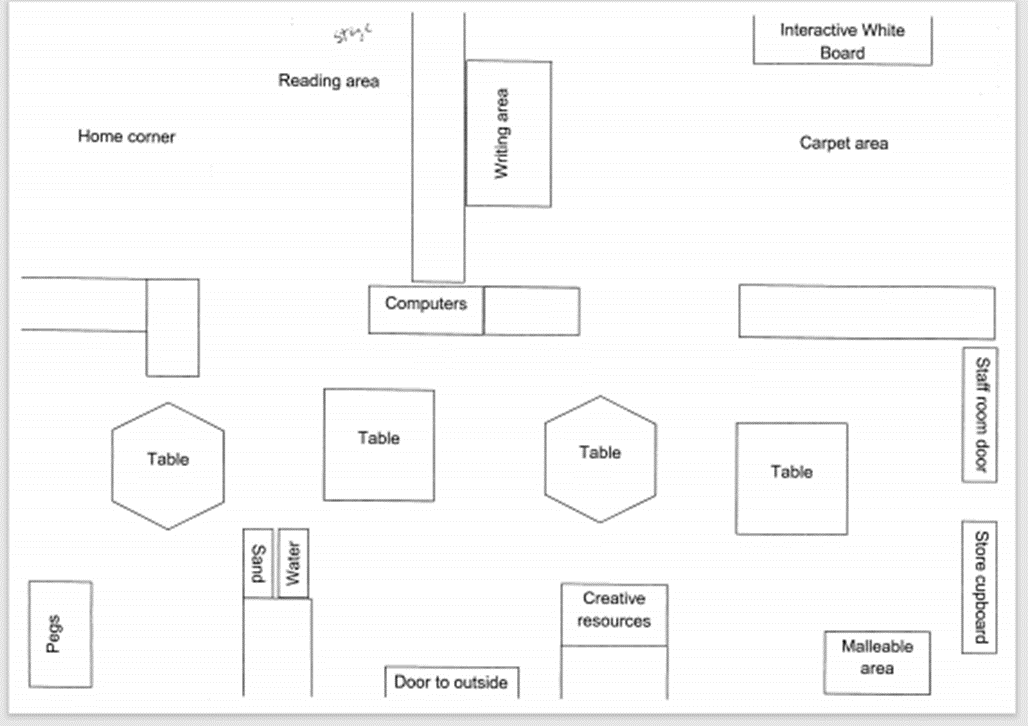 Stage
Reading area
Home corner
Writing area
Interactive White
Board
Carpet area
Computers
Staff room door
Table
Table
Table
Table
Sand
Water
Store cupboard
Pegs
Creative
resources
Malleable
area
Door to outside